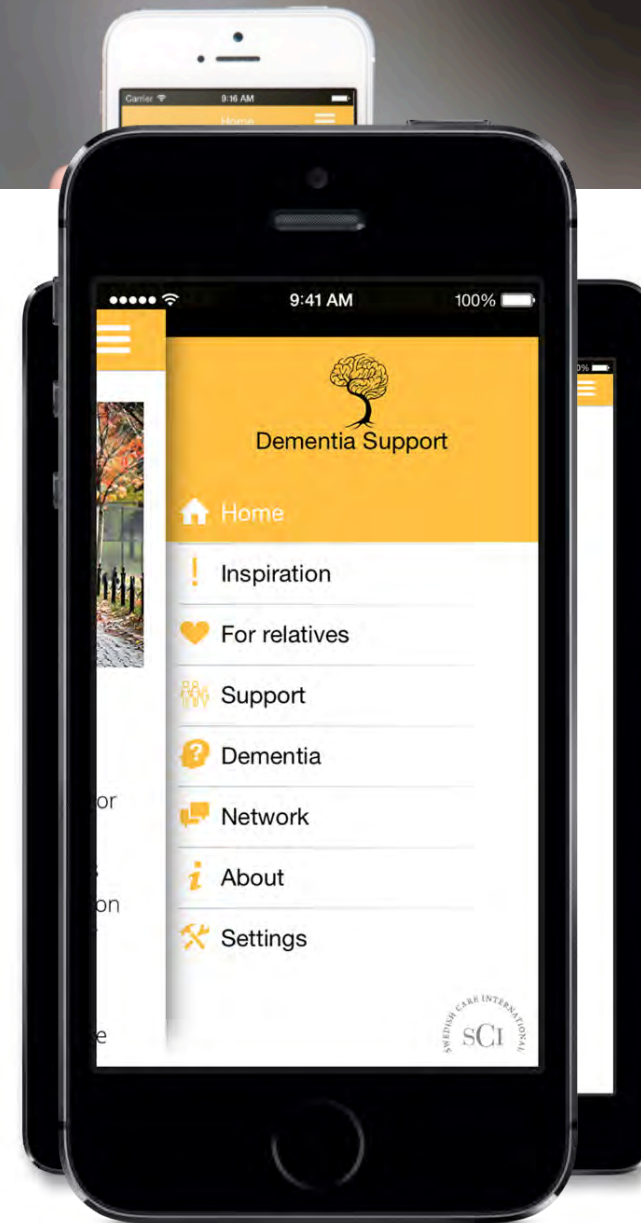 Carrier 9:16 AM
Home
9:41 AM 100%
0%
Dementia Support
Home
Inspiration
For relatives
Support
Dementia
Network
About
Settings
or
on
e
SWEDISH CARE INTERNATIONAL
SCI